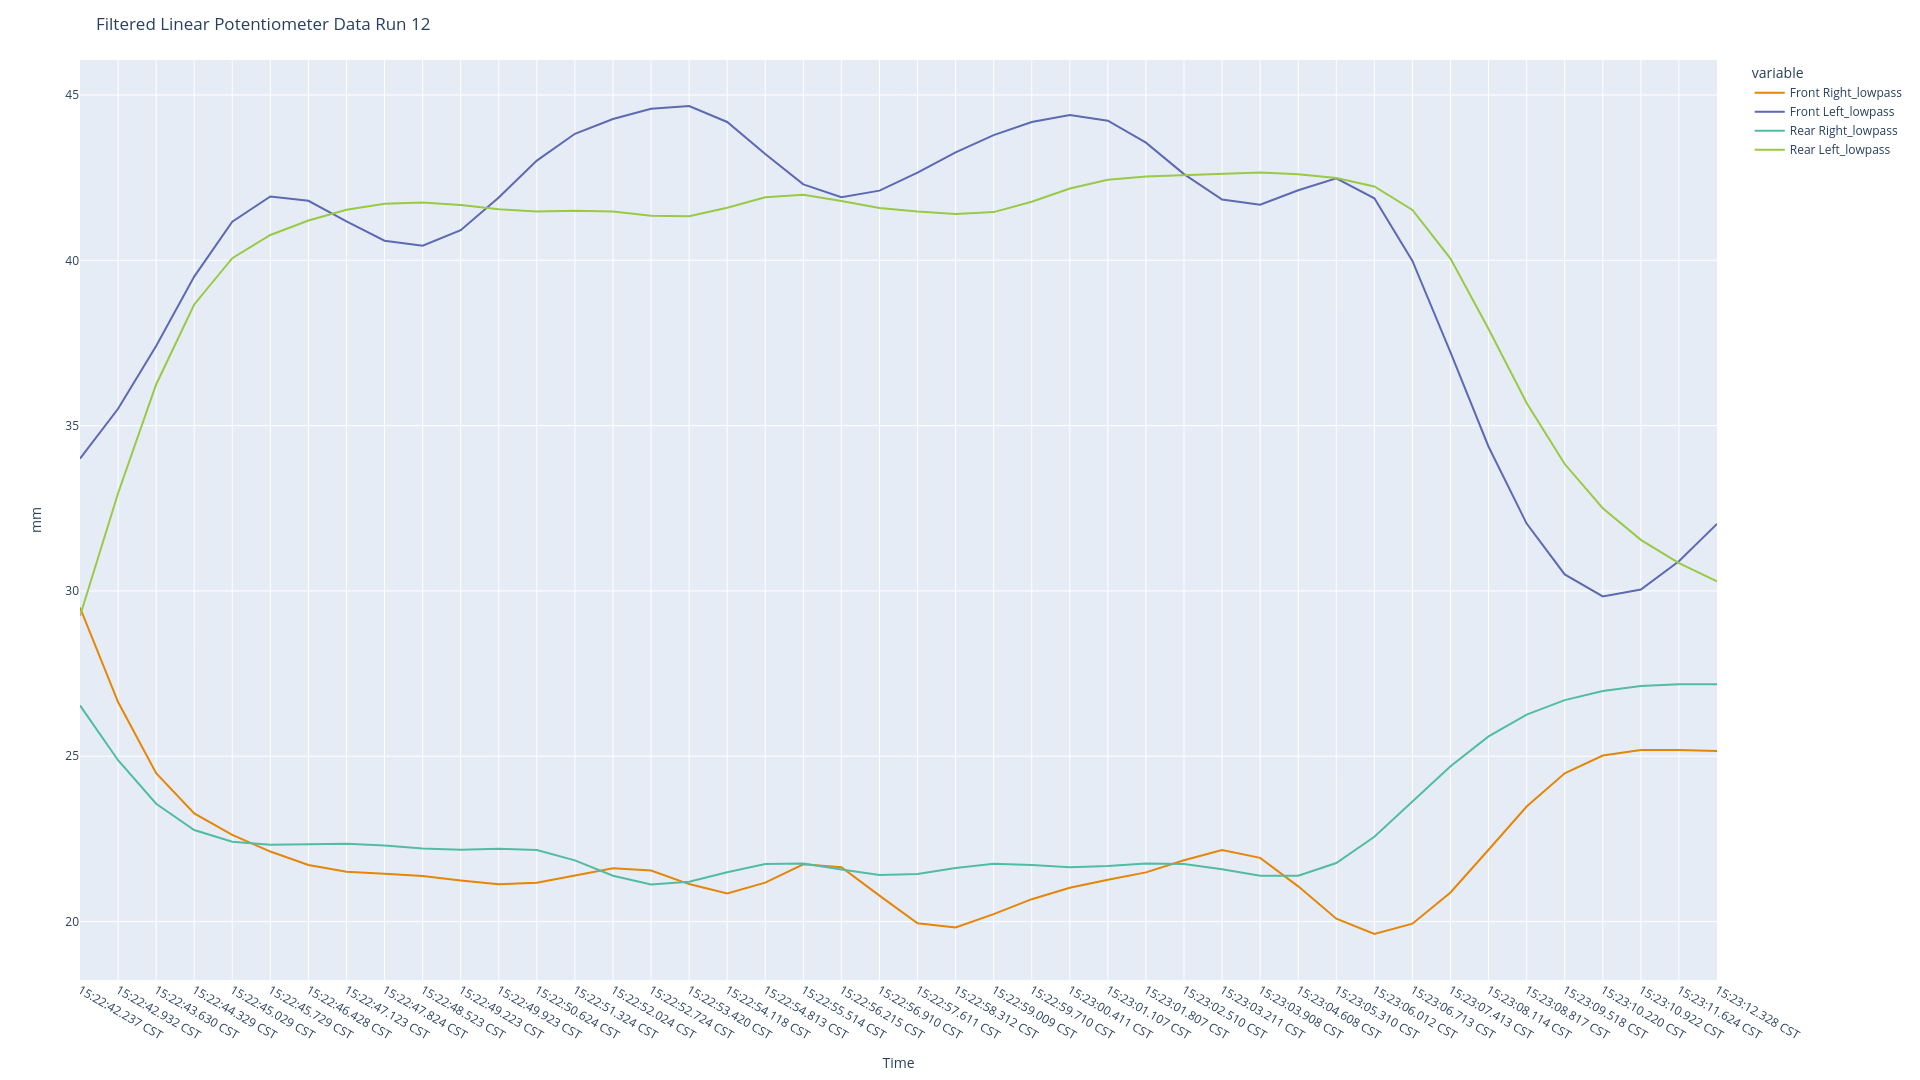 Filtered Linear Potentiometer Data Run 12
variable
Front Right_lowpass
Front Left_lowpass
Rear Right_lowpass
Rear Left_lowpass
45
40
35
30
25
20
mm
15:22:42.237 CST
15:22:42.932 CST
15:22:43.630 CST
15:22:44.329 CST
15:22:45.029 CST
15:22:45.729 CST
15:22:46.428 CST
15:22:47.123 CST
15:22:47.824 CST
15:22:48.523 CST
15:22:49.223 CST
15:22:49.923 CST
15:22:50.624 CST
15:22:51.324 CST
15:22:52.024 CST
15:22:52.724 CST
15:22:53.420 CST
15:22:54.118 CST
15:22:54.813 CST
15:22:55.514 CST
15:22:56.215 CST
15:22:56.910 CST
15:22:57.611 CST
15:22:58.312 CST
15:22:59.009 CST
15:22:59.710 CST
15:23:00.411 CST
15:23:01.107 CST
15:23:01.807 CST
15:23:02.510 CST
15:23:03.211 CST
15:23:03.908 CST
15:23:04.608 CST
15:23:05.310 CST
15:23:06.012 CST
15:23:06.713 CST
15:23:07.413 CST
15:23:08.114 CST
15:23:08.817 CST
15:23:09.518 CST
15:23:10.220 CST
15:23:10.922 CST
15:23:11.624 CST
15:23:12.328 CST
Time